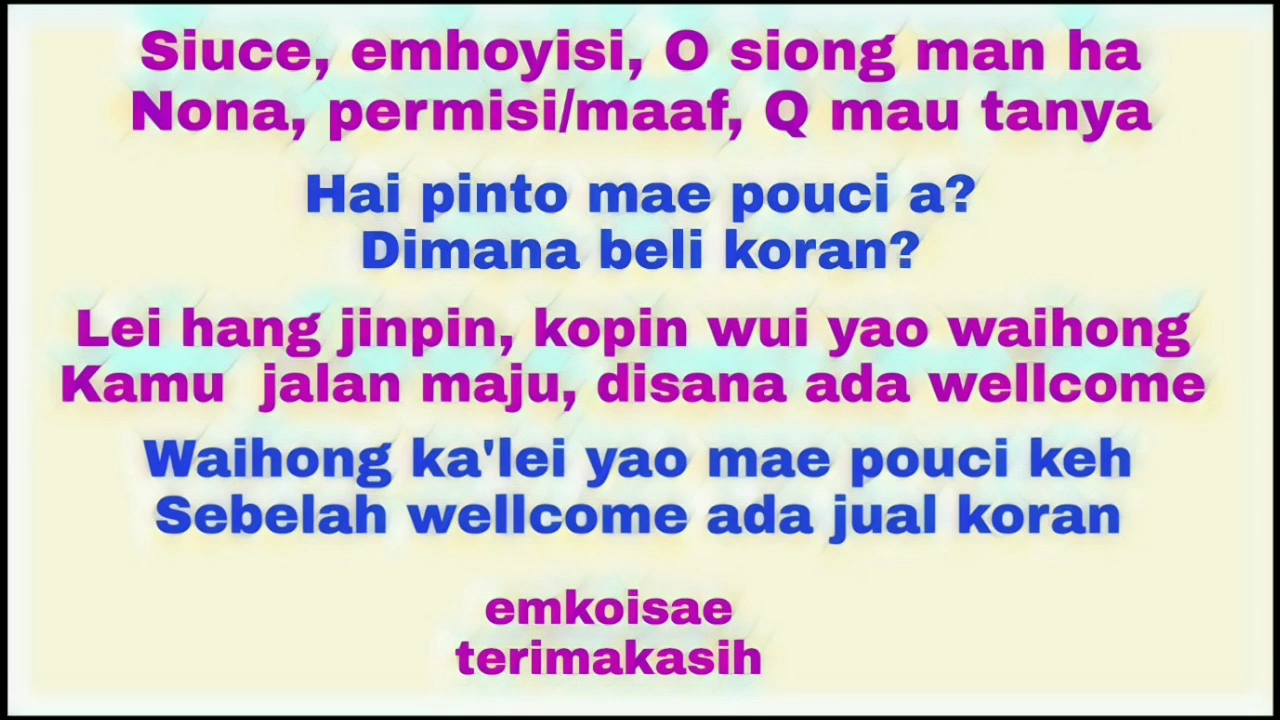 Siuce, emhoyisi, O siong man ha
Nona, permisi/maaf, Q mau tanya
Hai pinto mae pouci a?
Dimana beli koran?
Lei hang jinpin, kopin wui yao waihong
Kamu jalan maju, disana ada wellcome
Waihong ka'lei yao mae pouci keh
Sebelah wellcome ada jual koran
emkoisae
terimakasih